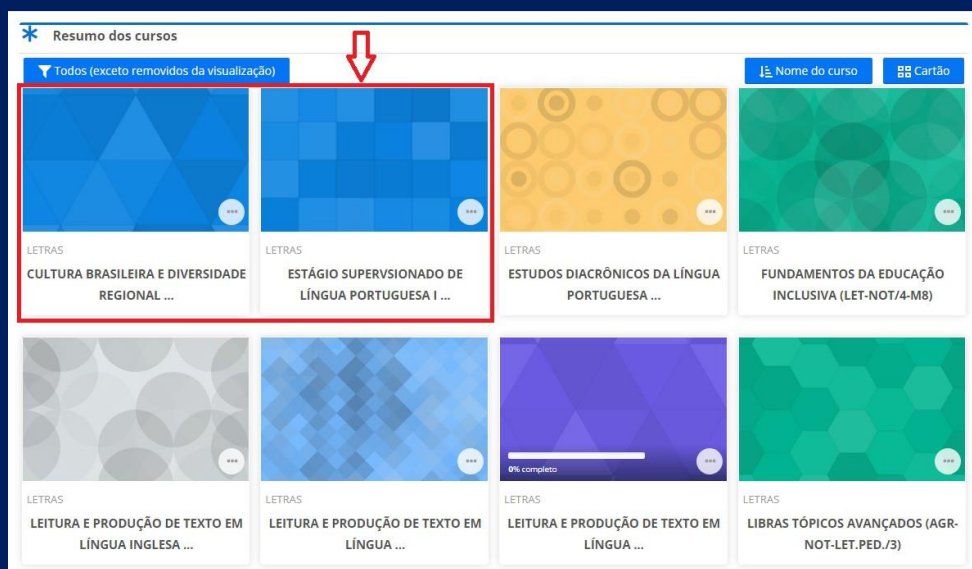 Resumo dos cursos
Todos (exceto removidos da visualização)
Nome do curso
Cartão
LETRAS
CULTURA BRASILEIRA E DIVERSIDADE
REGIONAL ...
LETRAS
ESTÁGIO SUPERVSIONADO DE
LÍNGUA PORTUGUESA I ...
LETRAS
ESTUDOS DIACRÔNICOS DA LÍNGUA
PORTUGUESA ...
LETRAS
FUNDAMENTOS DA EDUCAÇÃO
INCLUSIVA (LET-NOT/4-M8)
LETRAS
LEITURA E PRODUÇÃO DE TEXTO EM
LÍNGUA INGLESA ...
LETRAS
LEITURA E PRODUÇÃO DE TEXTO EM
LÍNGUA ...
0% completo
LETRAS
LEITURA E PRODUÇÃO DE TEXTO EM
LÍNGUA ...
LETRAS
LIBRAS TÓPICOS AVANÇADOS (AGR-
NOT-LET.PED./3)